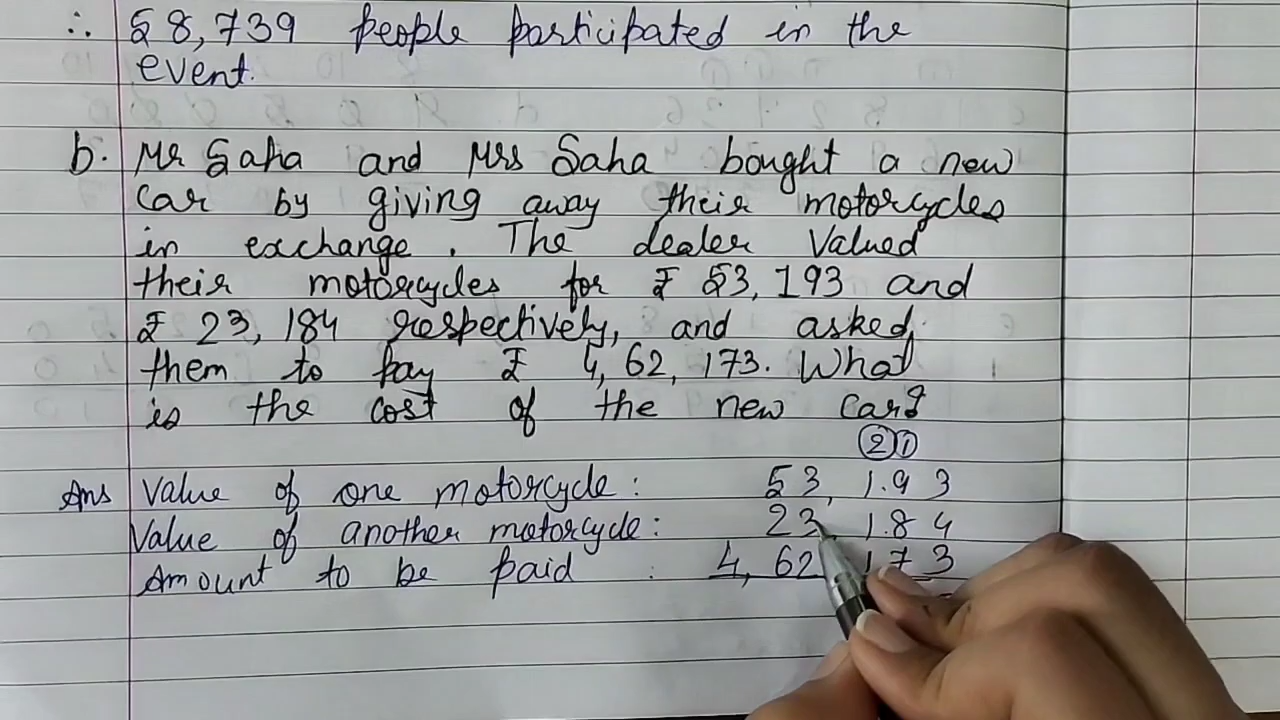 ∴ 58,739 people participated in the
event.
b. Mr Saha and Mrs Saha bought a new
car by giving away their motorcycles
in exchange. The dealer valued
their motorcycles for ₹ 53,193 and
₹ 23,184 respectively, and asked
them to pay ₹ 4,62,173. What
is the cost of the new car?
② ①
Ans Value of one motorcycle: 53,193
Value of another motorcycle: 23,184
Amount to be paid : 4,62,173